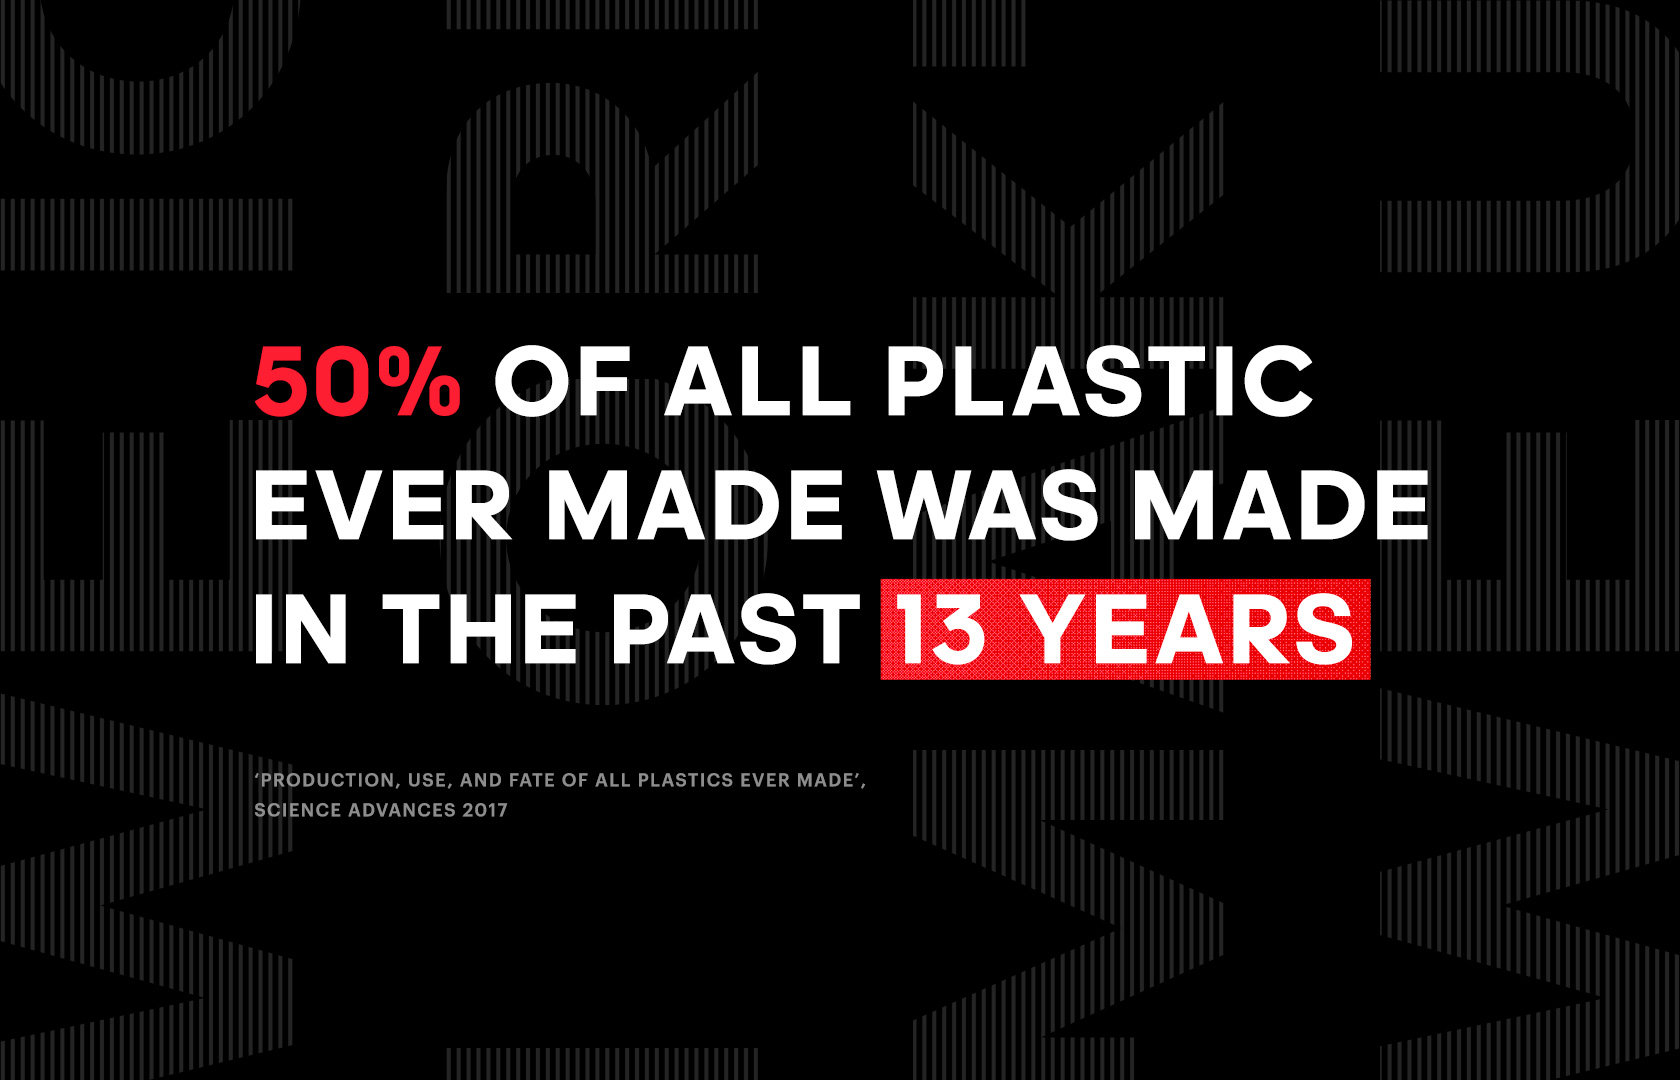 50% OF ALL PLASTIC
EVER MADE WAS MADE
IN THE PAST 13 YEARS
‘PRODUCTION, USE, AND FATE OF ALL PLASTICS EVER MADE’,
SCIENCE ADVANCES 2017